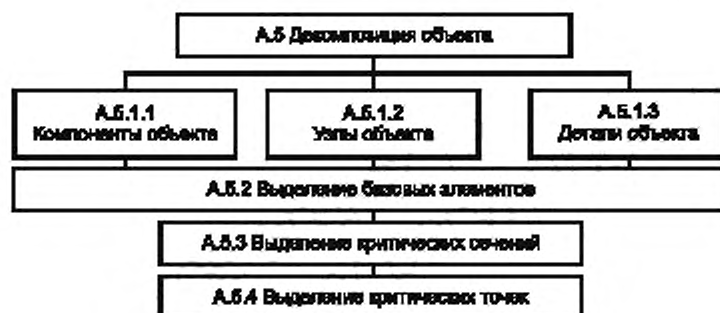 А.5 Декомпозиция объекта
А.5.1.1
Компоненты объекта
А.5.1.2
Узлы объекта
А.5.1.3
Детали объекта
А.5.2 Выделение базовых элементов
А.5.3 Выделение критических сечений
А.5.4 Выделение критических точек